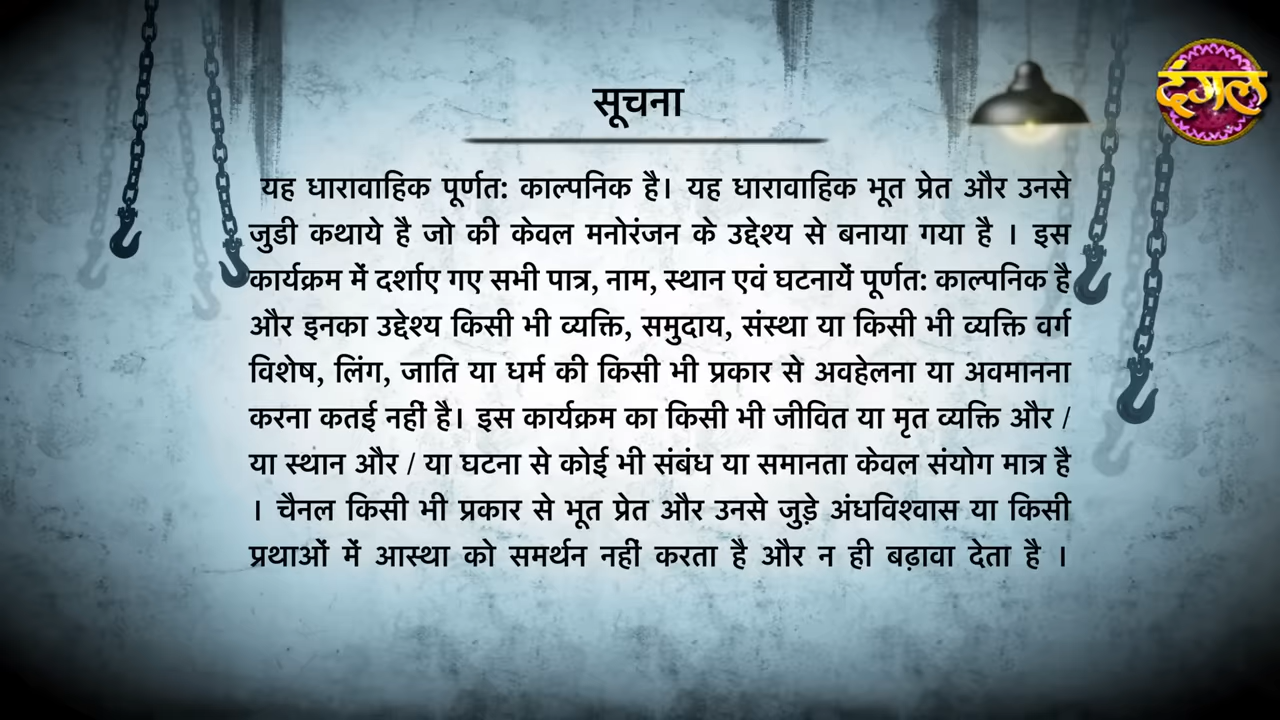 सूचना
दंगल
यह धारावाहिक पूर्णत: काल्पनिक है। यह धारावाहिक भूत प्रेत और उनसे
जुडी कथाये है जो की केवल मनोरंजन के उद्देश्य से बनाया गया है । इस
कार्यक्रम में दर्शाए गए सभी पात्र, नाम, स्थान एवं घटनायें पूर्णत: काल्पनिक है
और इनका उद्देश्य किसी भी व्यक्ति, समुदाय, संस्था या किसी भी व्यक्ति वर्ग
विशेष, लिंग, जाति या धर्म की किसी भी प्रकार से अवहेलना या अवमानना
करना कतई नहीं है। इस कार्यक्रम का किसी भी जीवित या मृत व्यक्ति और /
या स्थान और / या घटना से कोई भी संबंध या समानता केवल संयोग मात्र है
। चैनल किसी भी प्रकार से भूत प्रेत और उनसे जुड़े अंधविश्वास या किसी
प्रथाओं में आस्था को समर्थन नहीं करता है और न ही बढ़ावा देता है ।